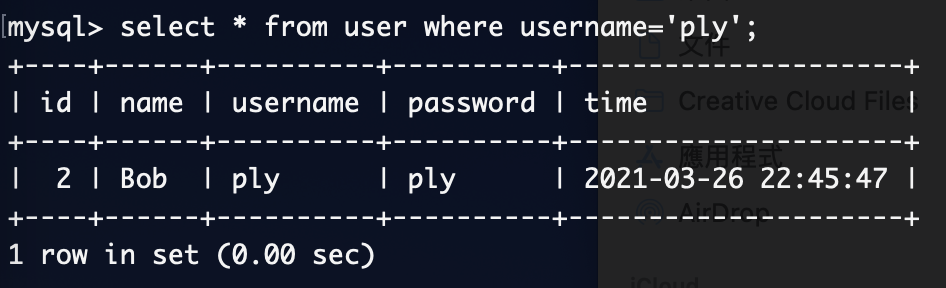 [mysql> select * from user where username='ply';
+----+------+----------+----------+---------------------+
| id | name | username | password | time                |
+----+------+----------+----------+---------------------+
|  2 | Bob  | ply      | ply      | 2021-03-26 22:45:47 |
+----+------+----------+----------+---------------------+
1 row in set (0.00 sec)
文件
Creative Cloud Files
應用程式
AirDrop
iCloud